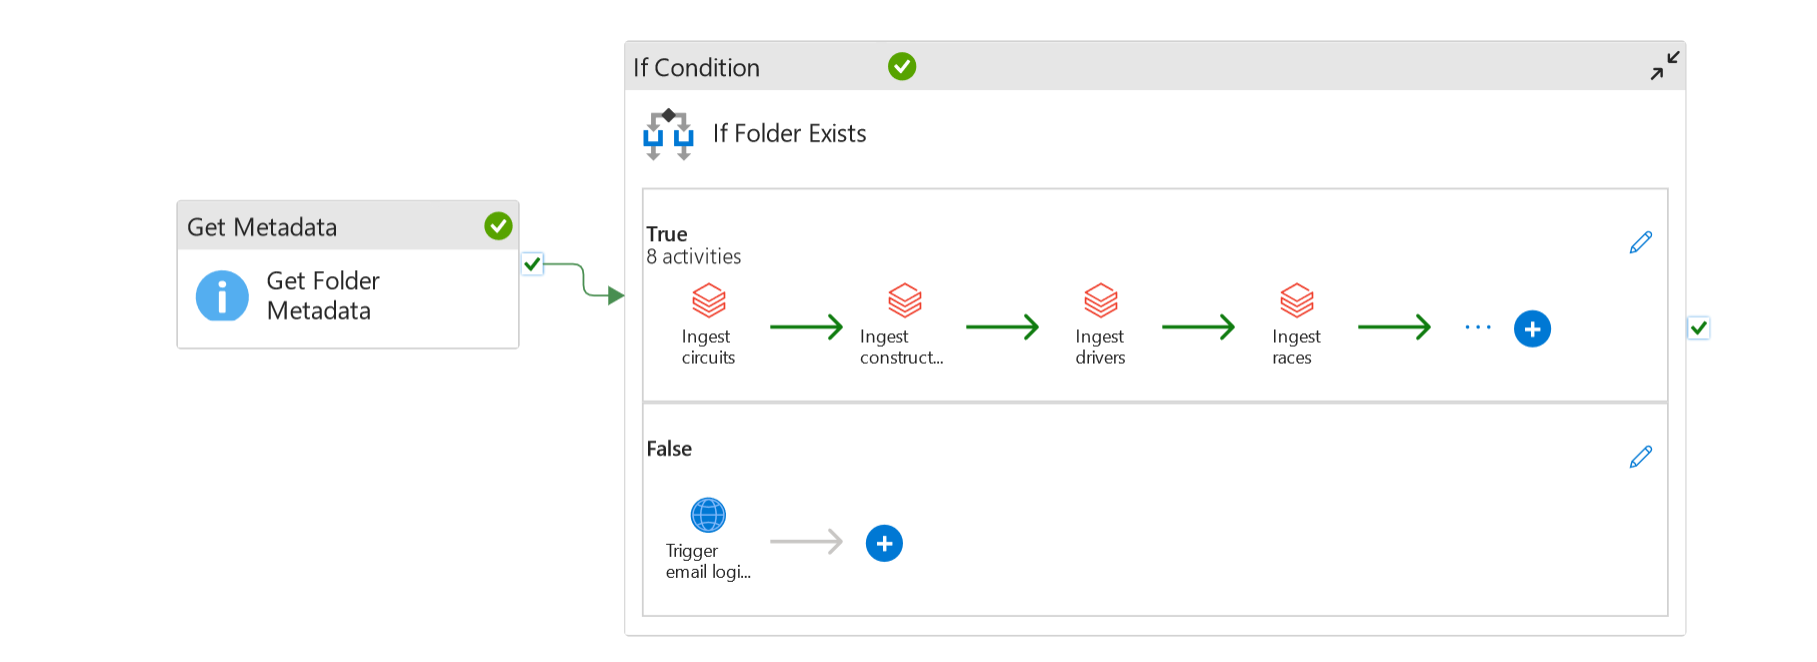 If Condition
If Folder Exists
Get Metadata
Get Folder
Metadata
True
8 activities
Ingest
circuits
Ingest
construct...
Ingest
drivers
Ingest
races
...
False
Trigger
email logi...